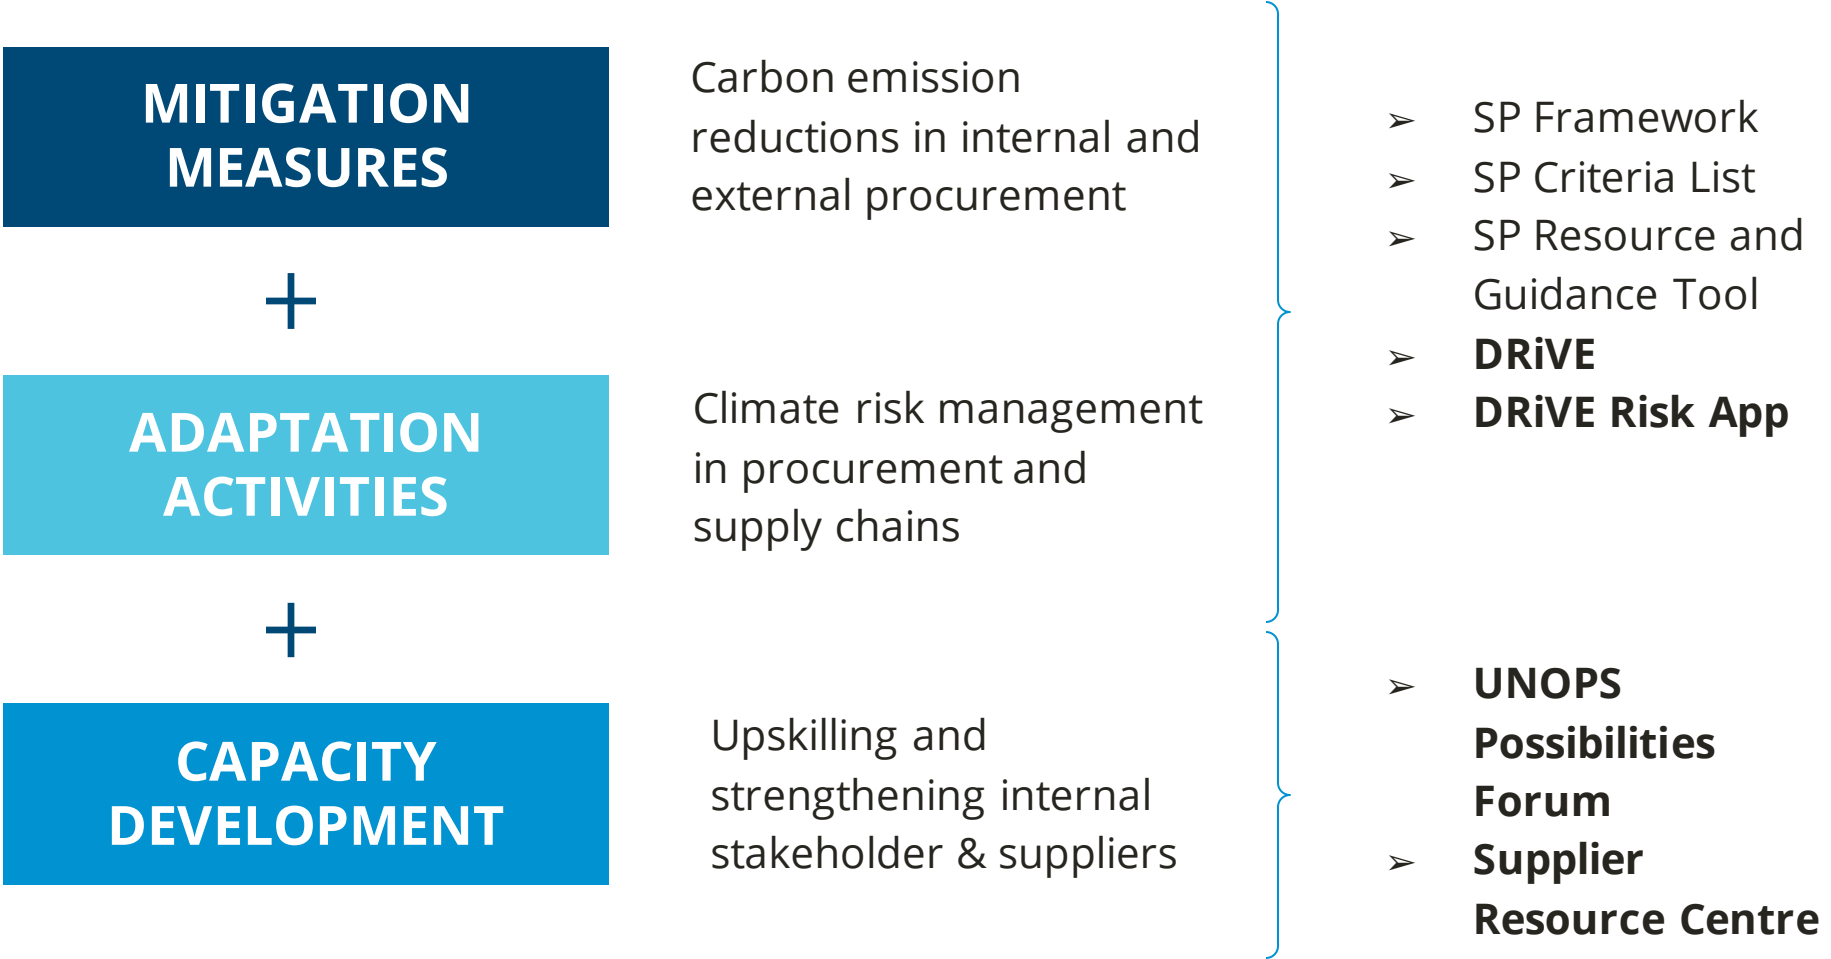 MITIGATION
MEASURES
Carbon emission
reductions in internal and
external procurement
+
ADAPTATION
ACTIVITIES
Climate risk management
in procurement and
supply chains
➢ SP Framework
➢ SP Criteria List
➢ SP Resource and
Guidance Tool
➢ DRiVE
➢ DRiVE Risk App
+
CAPACITY
DEVELOPMENT
Upskilling and
strengthening internal
stakeholder & suppliers
➢ UNOPS
Possibilities
Forum
➢ Supplier
Resource Centre